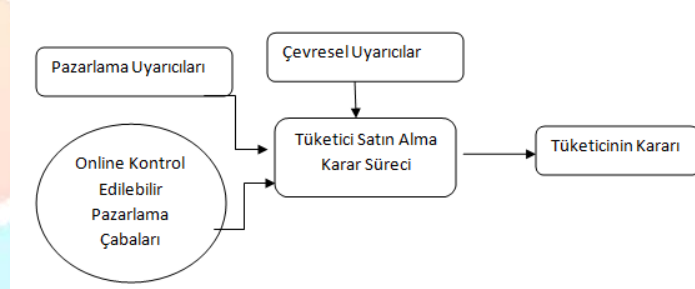 Pazarlama Uyarıcıları
Çevresel Uyarıcılar
Tüketici Satın Alma
Karar Süreci
Tüketicinin Kararı
Online Kontrol
Edilebilir
Pazarlama
Çabaları